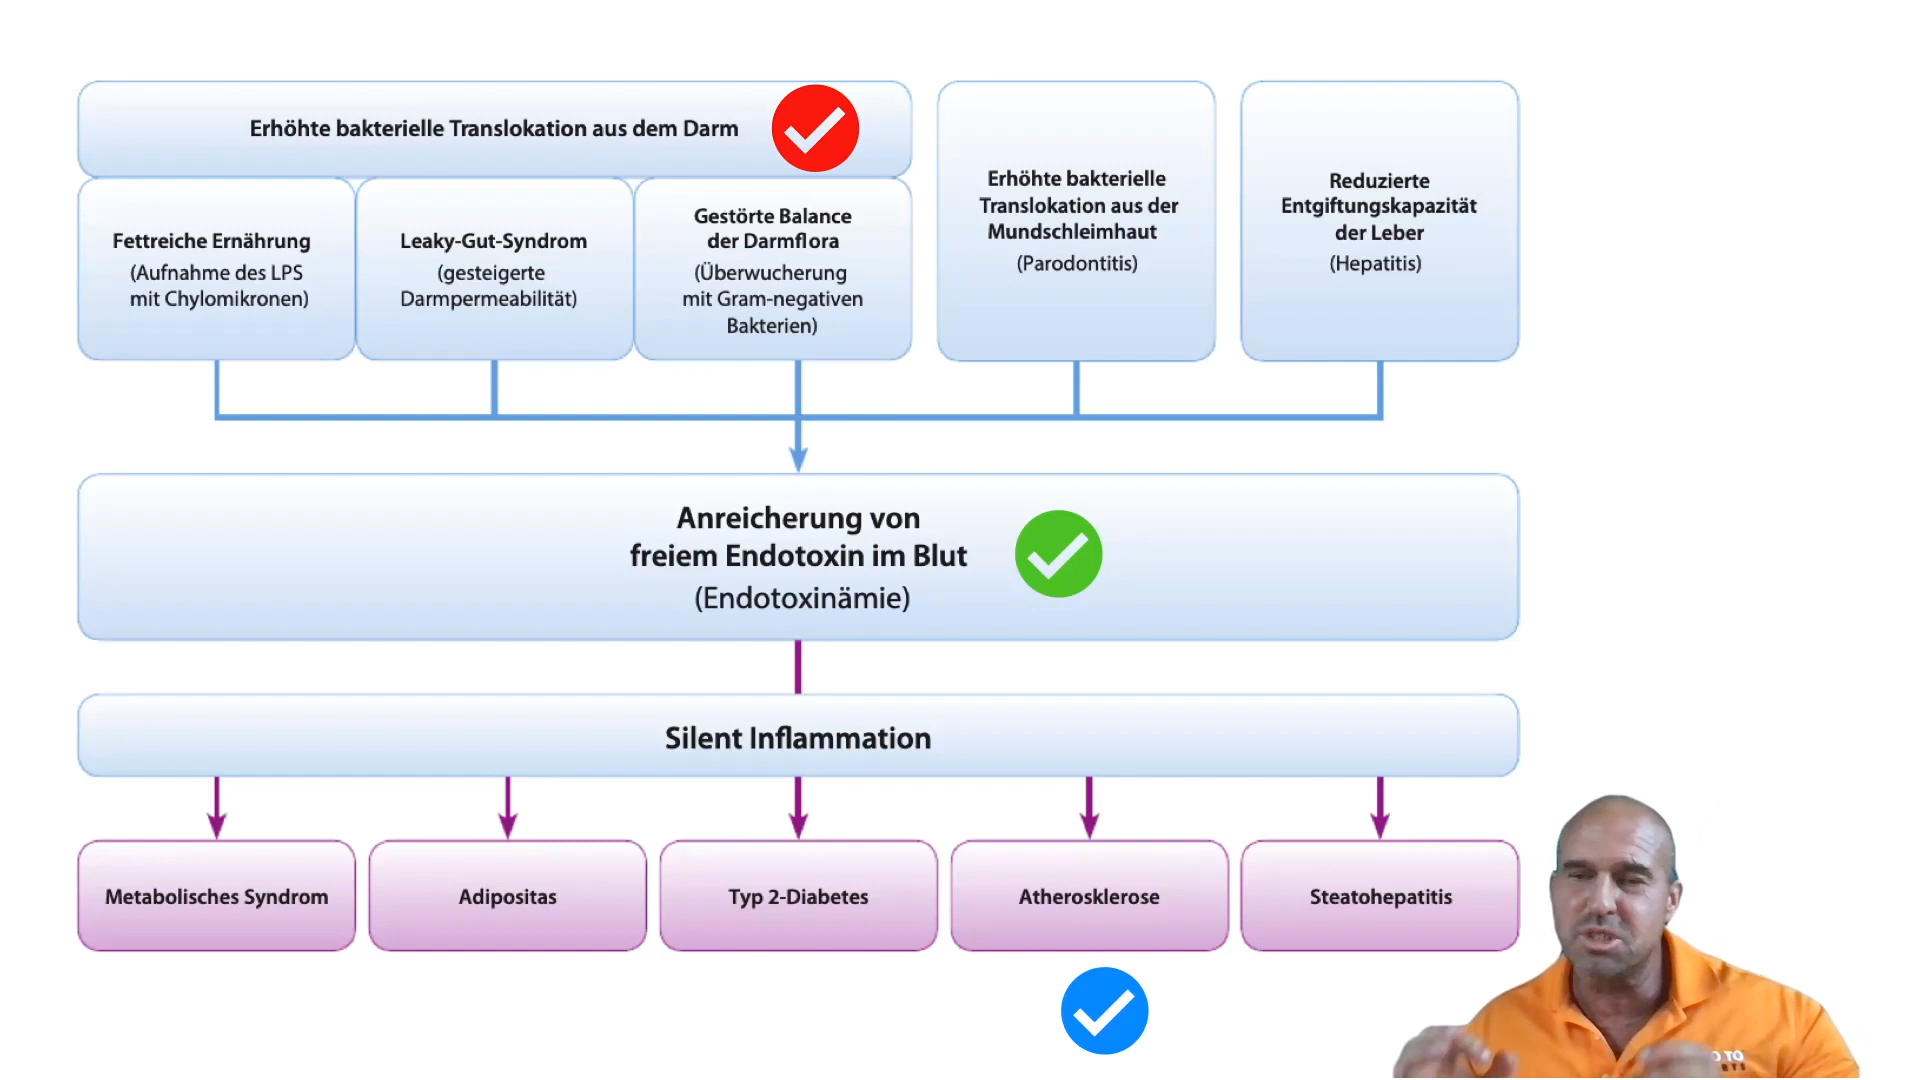 Erhöhte bakterielle Translokation aus dem Darm
Fettreiche Ernährung
(Aufnahme des LPS
mit Chylomikronen)
Leaky-Gut-Syndrom
(gesteigerte
Darmpermeabilität)
Gestörte Balance
der Darmflora
(Überwucherung
mit Gram-negativen
Bakterien)
Erhöhte bakterielle
Translokation aus der
Mundschleimhaut
(Parodontitis)
Reduzierte
Entgiftungskapazität
der Leber
(Hepatitis)
Anreicherung von
freiem Endotoxin im Blut
(Endotoxinämie)
Silent Inflammation
Metabolisches Syndrom
Adipositas
Typ 2-Diabetes
Atherosklerose
Steatohepatitis